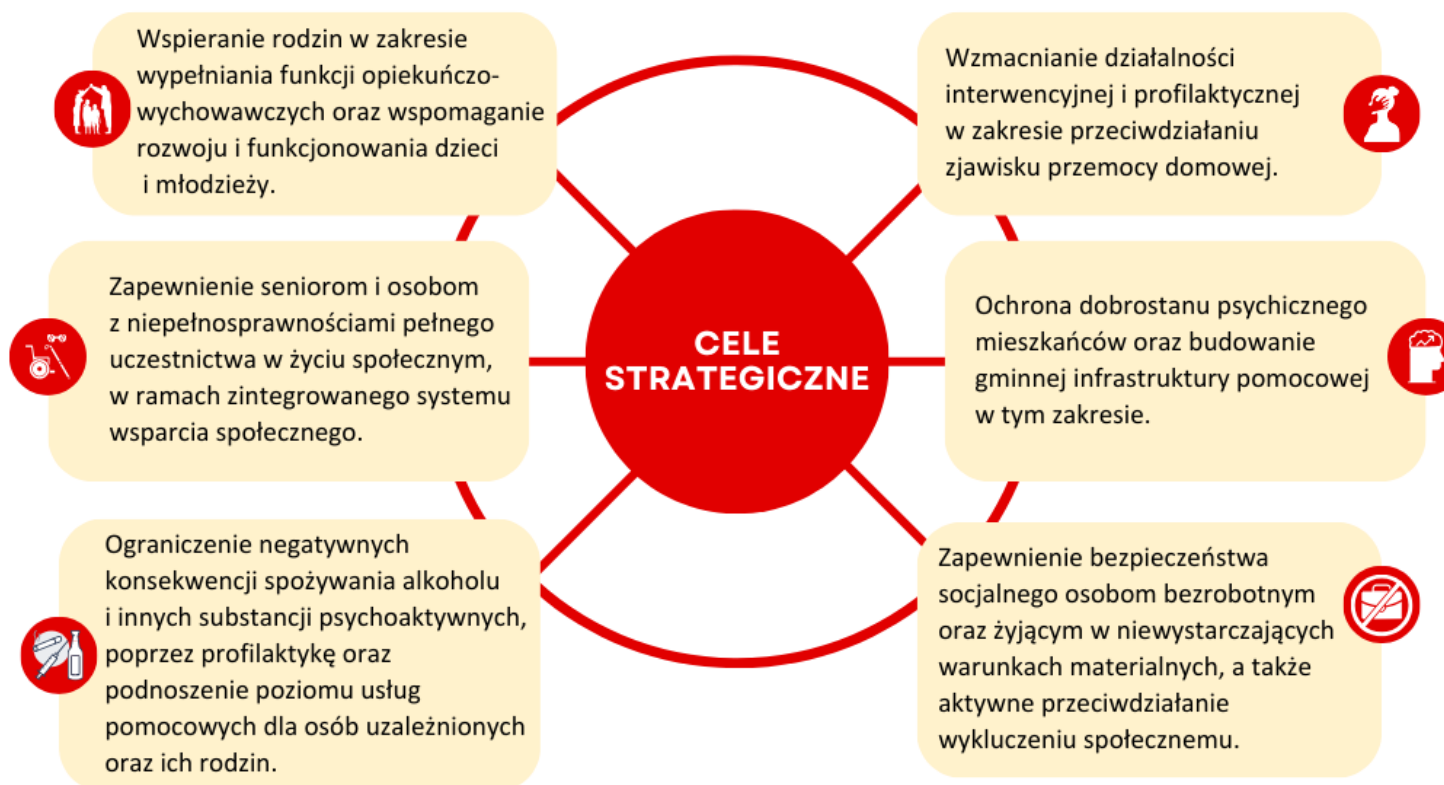 Wspieranie rodzin w zakresie
wypełniania funkcji opiekuńczo-
wychowawczych oraz wspomaganie
rozwoju i funkcjonowania dzieci
i młodzieży.
Wzmacnianie działalności
interwencyjnej i profilaktycznej
w zakresie przeciwdziałaniu
zjawisku przemocy domowej.
Zapewnienie seniorom i osobom
z niepełnosprawnościami pełnego
uczestnictwa w życiu społecznym,
w ramach zintegrowanego systemu
wsparcia społecznego.
CELE
STRATEGICZNE
Ochrona dobrostanu psychicznego
mieszkańców oraz budowanie
gminnej infrastruktury pomocowej
w tym zakresie.
Ograniczenie negatywnych
konsekwencji spożywania alkoholu
i innych substancji psychoaktywnych,
poprzez profilaktykę oraz
podnoszenie poziomu usług
pomocowych dla osób uzależnionych
oraz ich rodzin.
Zapewnienie bezpieczeństwa
socjalnego osobom bezrobotnym
oraz żyjącym w niewystarczających
warunkach materialnych, a także
aktywne przeciwdziałanie
wykluczeniu społecznemu.